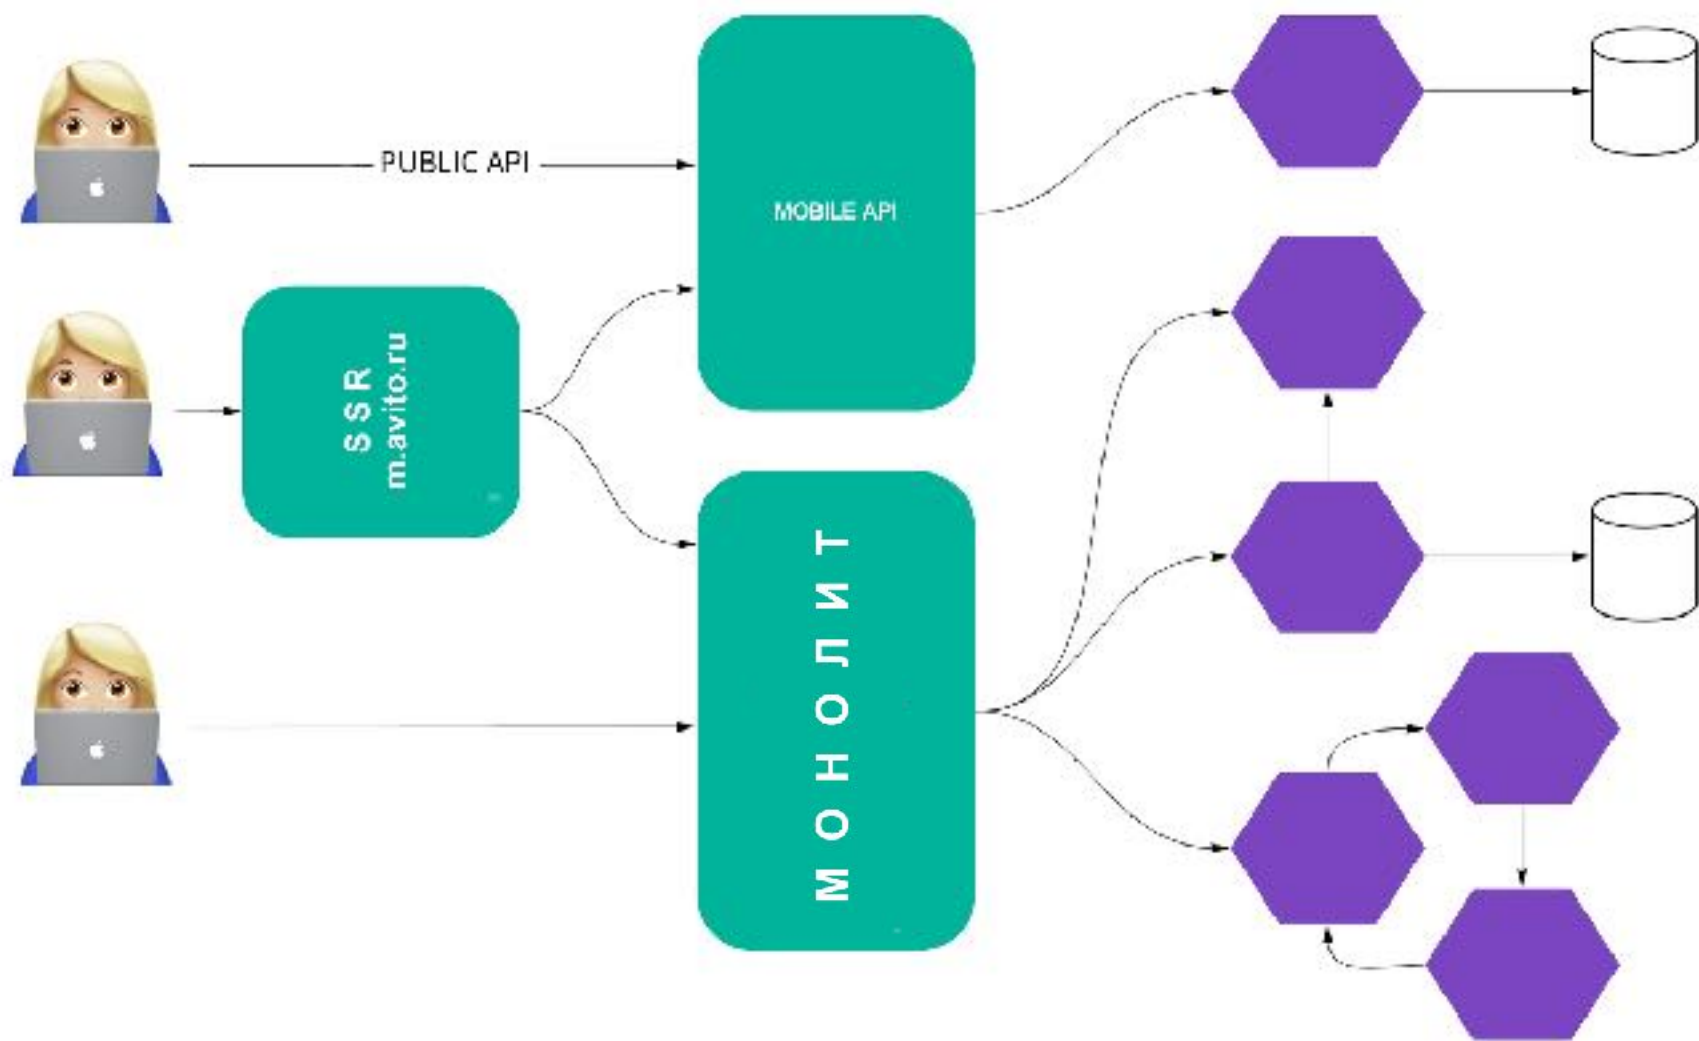 PUBLIC API
MOBILE API
SSR
m.avito.ru
МОНОЛИТ